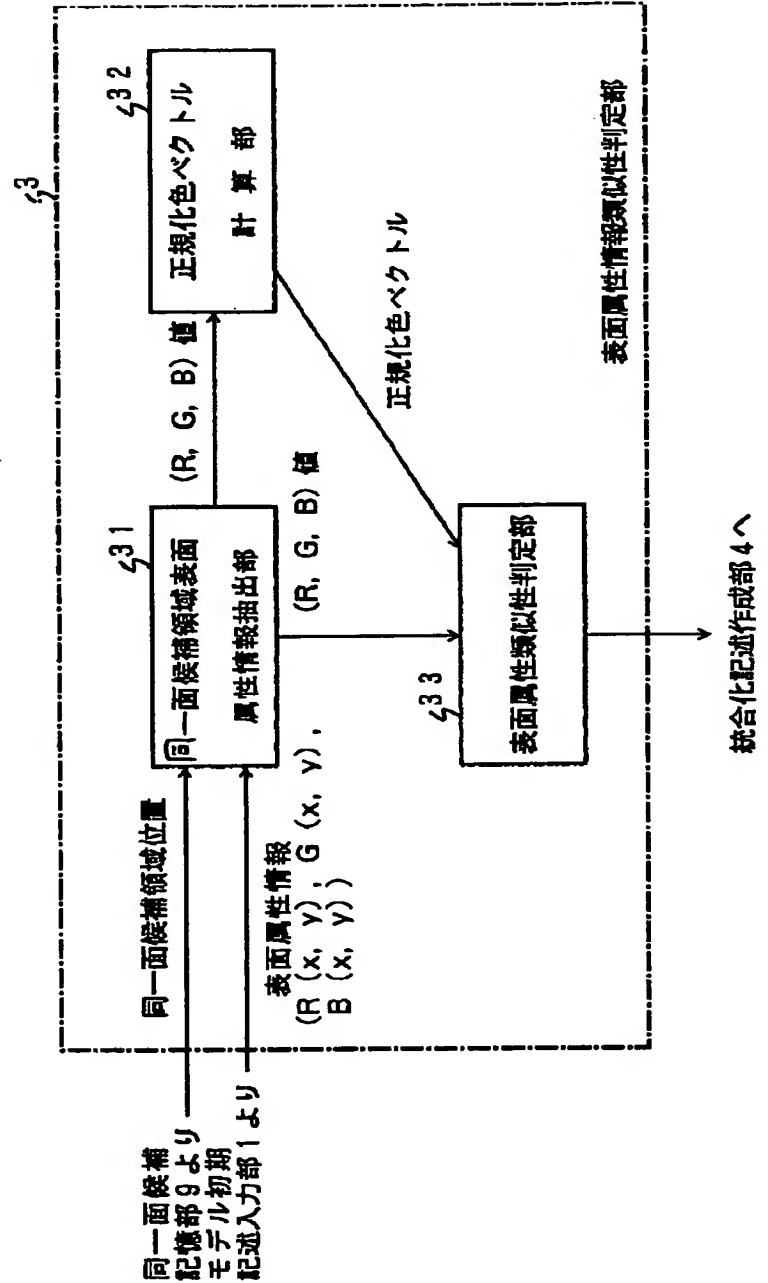 3
同一面候補
記憶部9より
モデル初期
記述入力部1より
同一面候補領域位置
表面属性情報
(R (x, y), G (x, y),
B (x, y))
31
同一面候補領域表面
属性情報抽出部
(R, G, B) 値
32
正規化色ベクトル
計算部
(R, G, B) 値
正規化色ベクトル
33
表面属性類似性判定部
表面属性情報類似性判定部
統合化記述作成部4へ